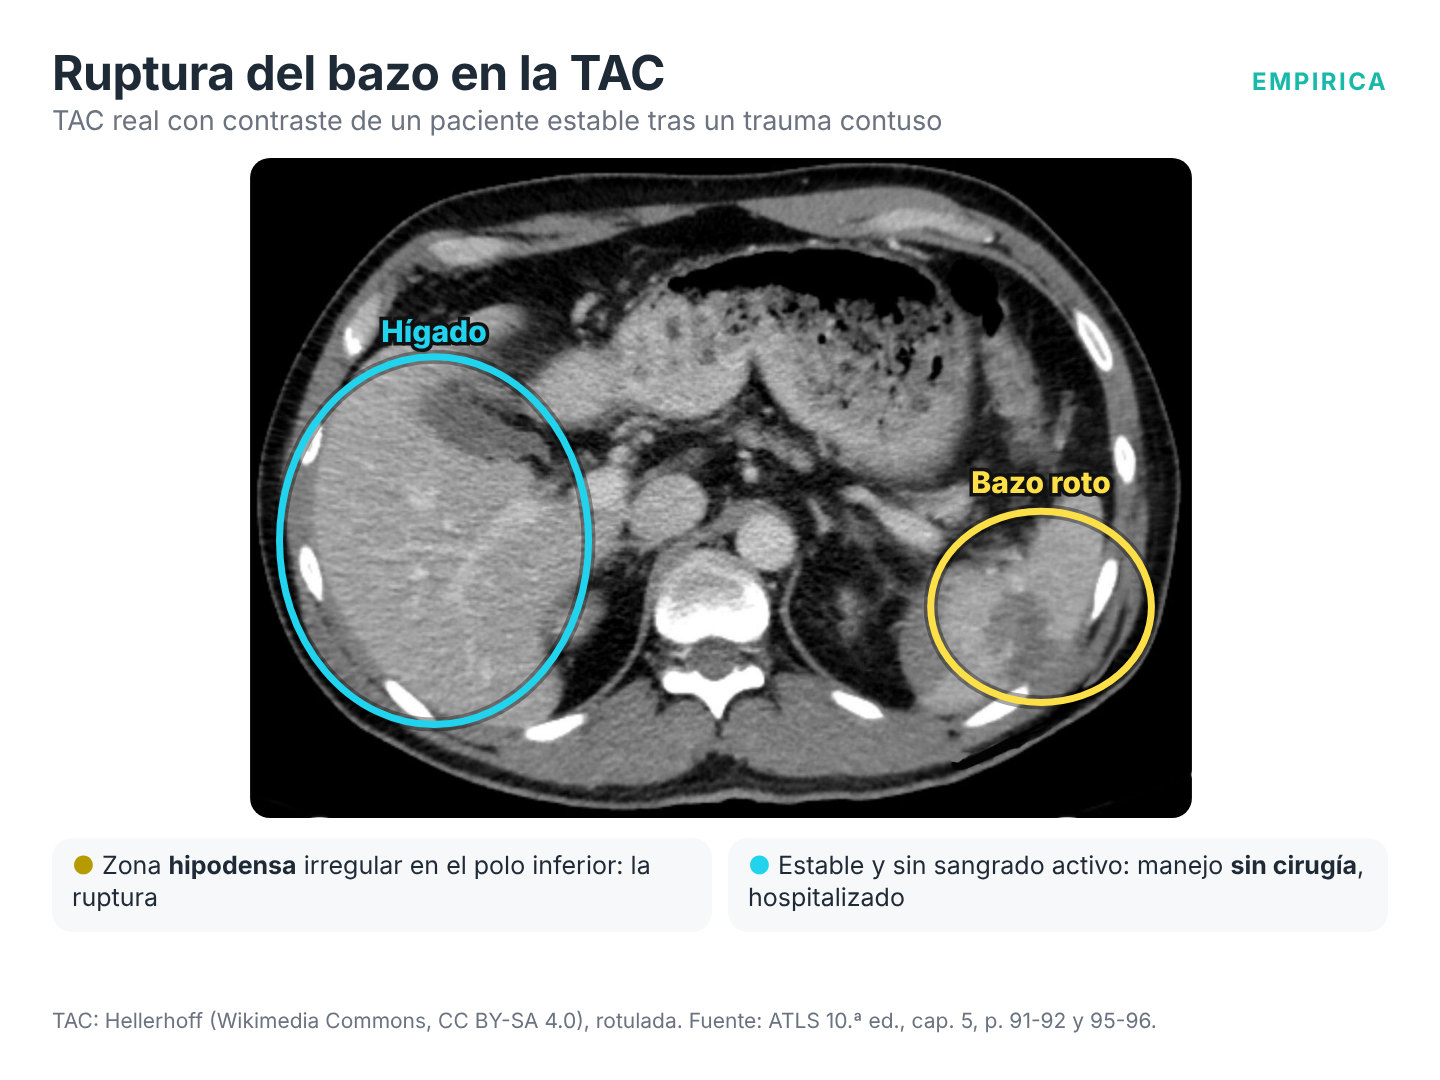 Ruptura del bazo en la TAC
EMPIRICA
TAC real con contraste de un paciente estable tras un trauma contuso
Hígado
Bazo roto
Zona hipodensa irregular en el polo inferior: la
ruptura
Estable y sin sangrado activo: manejo sin cirugía,
hospitalizado
TAC: Hellerhoff (Wikimedia Commons, CC BY-SA 4.0), rotulada. Fuente: ATLS 10.ª ed., cap. 5, p. 91-92 y 95-96.